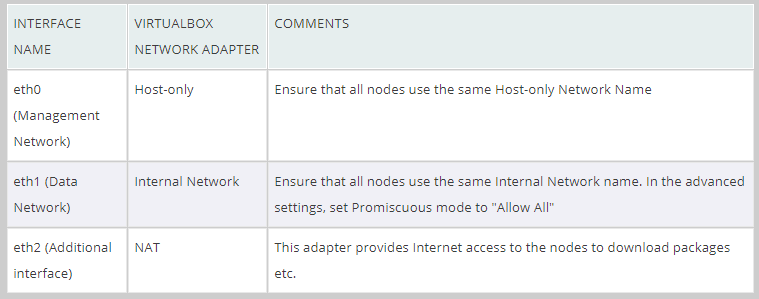 INTERFACE NAME
VIRTUALBOX NETWORK ADAPTER
COMMENTS
eth0 (Management Network)
Host-only
Ensure that all nodes use the same Host-only Network Name
eth1 (Data Network)
Internal Network
Ensure that all nodes use the same Internal Network name. In the advanced
settings, set Promiscuous mode to "Allow All"
eth2 (Additional interface)
NAT
This adapter provides Internet access to the nodes to download packages
etc.